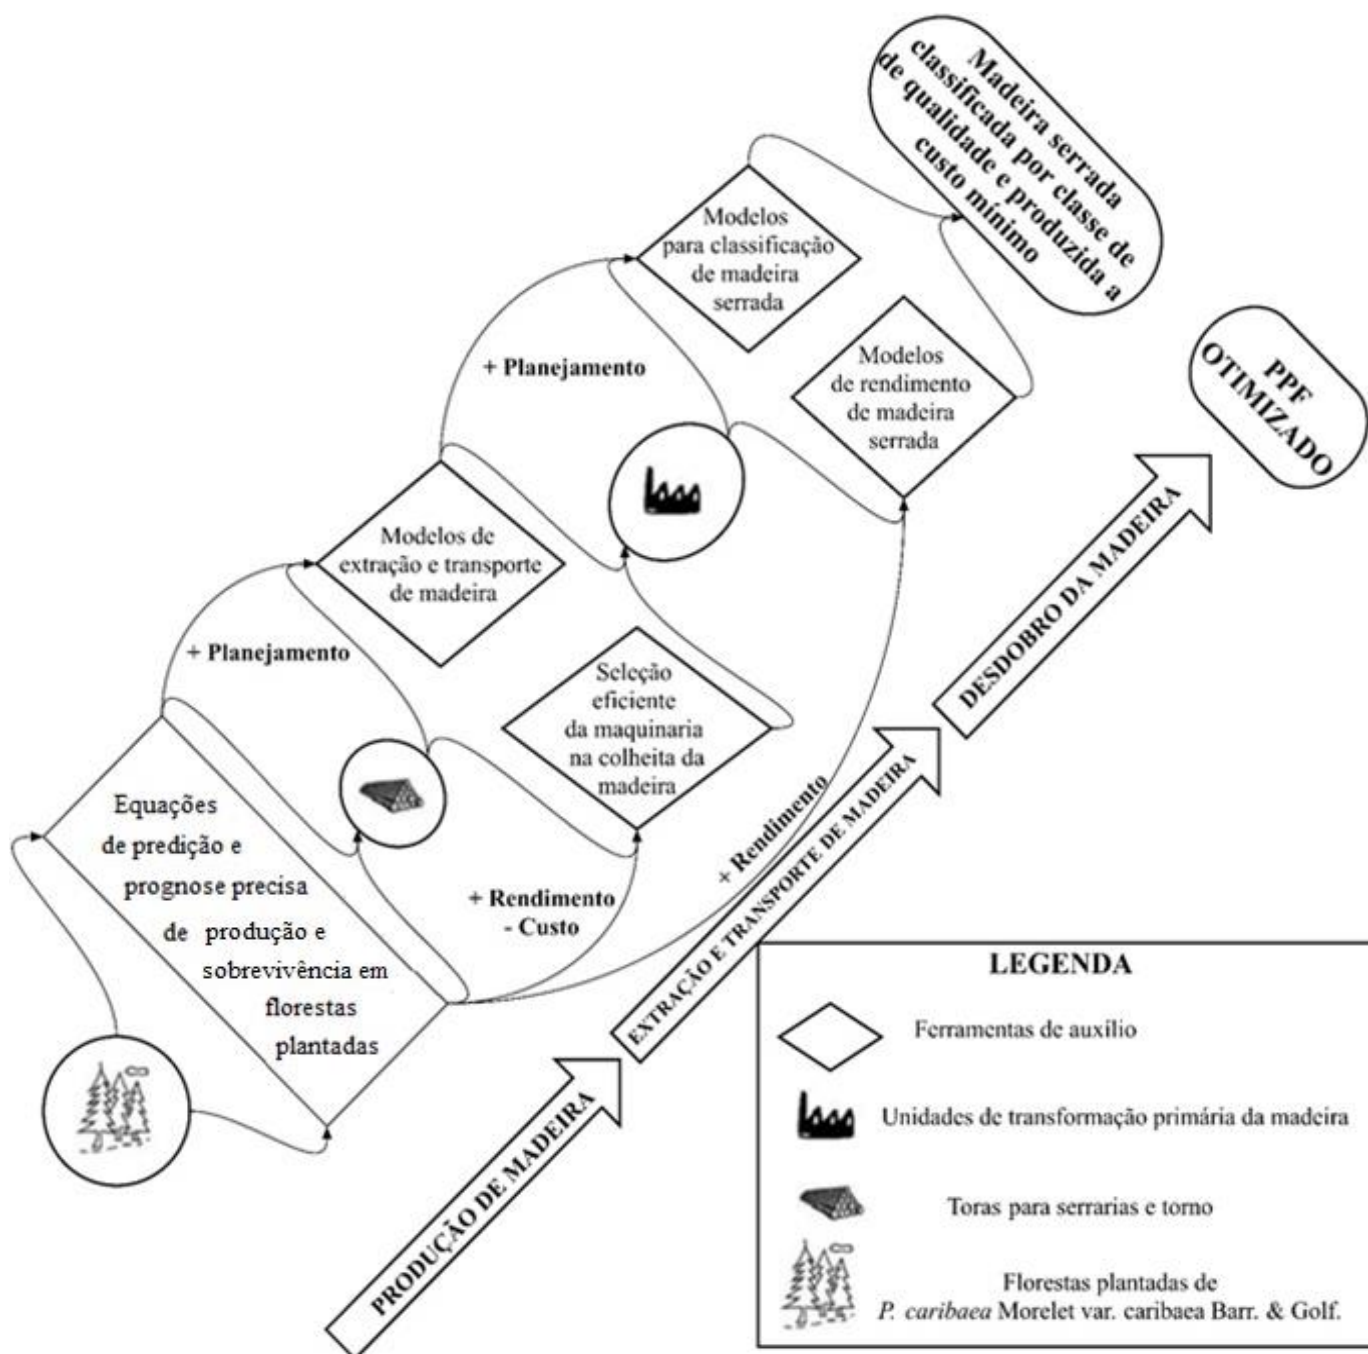 Madeira serrada
classificada por classe de
de qualidade e produzida a
custo mínimo
Modelos
para classificação
de madeira
serrada
+ Planejamento
Modelos
de rendimento
de madeira
serrada
PPF
OTIMIZADO
Modelos de
extração e transporte
de madeira
+ Planejamento
Seleção
eficiente
da maquinaria
na colheita da
madeira
Equações
de predição e
prognose precisa
de produção e
sobrevivência em
florestas
plantadas
+ Rendimento
- Custo
+ Rendimento
PRODUÇÃO DE MADEIRA
EXTRAÇÃO E TRANSPORTE DE MADEIRA
DESDOBRO DA MADEIRA
LEGENDA
Ferramentas de auxílio
Unidades de transformação primária da madeira
Toras para serrarias e torno
Florestas plantadas de
P. caribaea Morelet var. caribaea Barr. & Golf.